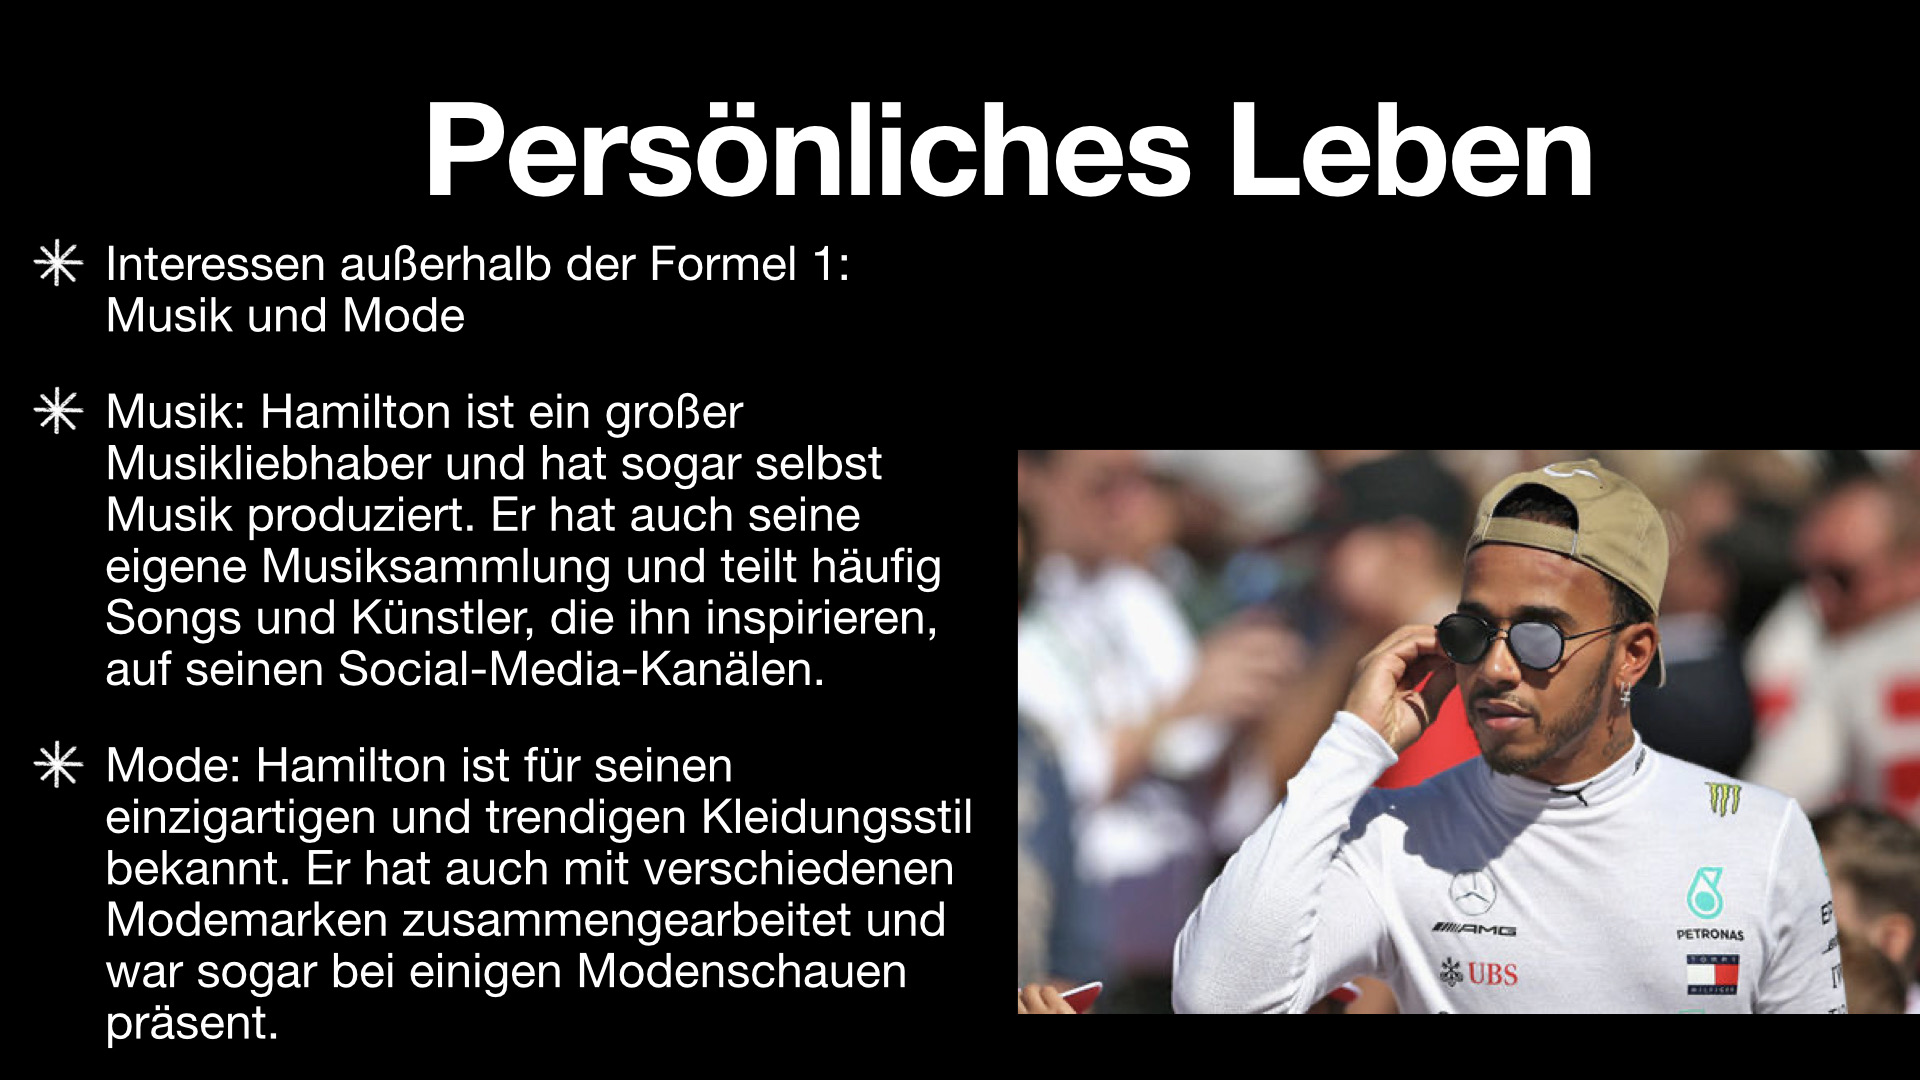 Persönliches Leben
Interessen außerhalb der Formel 1:
Musik und Mode
Musik: Hamilton ist ein großer
Musikliebhaber und hat sogar selbst
Musik produziert. Er hat auch seine
eigene Musiksammlung und teilt häufig
Songs und Künstler, die ihn inspirieren,
auf seinen Social-Media-Kanälen.
Mode: Hamilton ist für seinen
einzigartigen und trendigen Kleidungsstil
bekannt. Er hat auch mit verschiedenen
Modemarken zusammengearbeitet und
war sogar bei einigen Modenschauen
präsent.
AMG
PETRONAS
UBS
TOMMY
HILFIGER